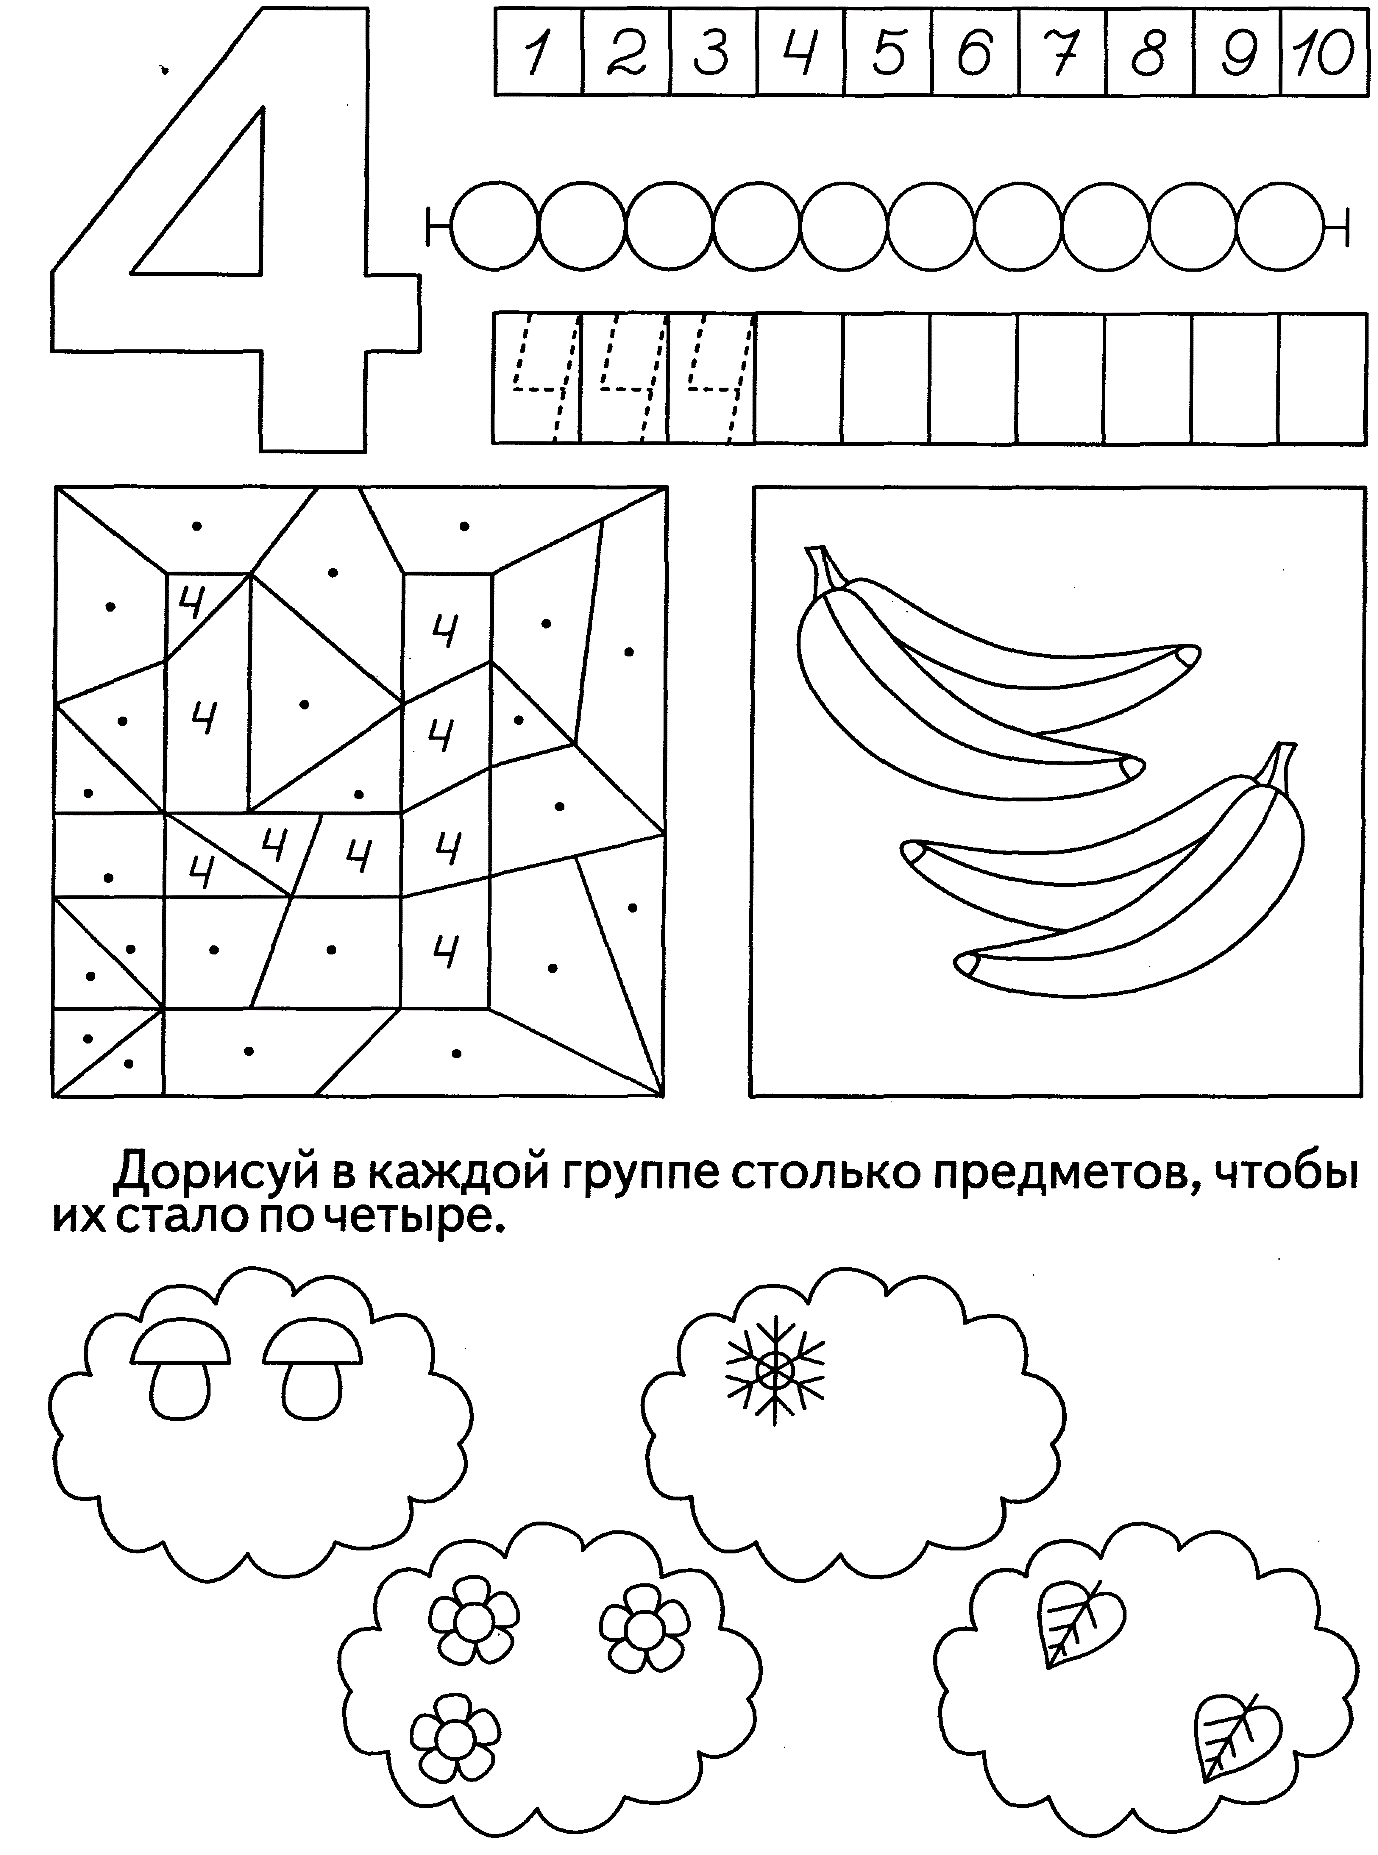 4
1 2 3 4 5 6 7 8 9 10
4 4 4
4 4
4 4
4 4 4 4
4
Дорисуй в каждой группе столько предметов, чтобы
их стало по четыре.